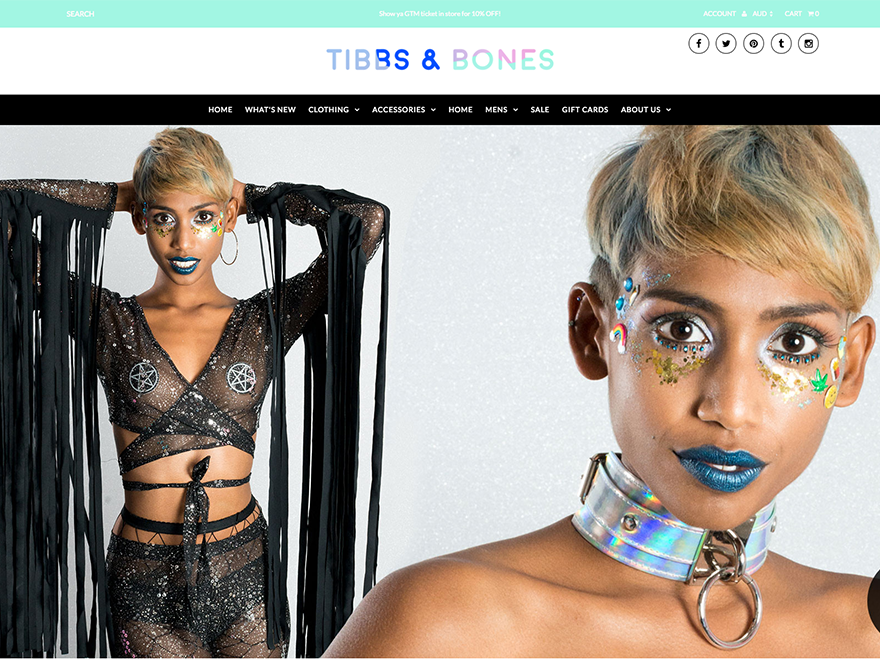 SEARCH
Show ya GTM ticket in store for 10% OFF!
ACCOUNT AUD CART 0
TIBBS & BONES
HOME WHAT'S NEW CLOTHING ACCESSORIES HOME MENS SALE GIFT CARDS ABOUT US